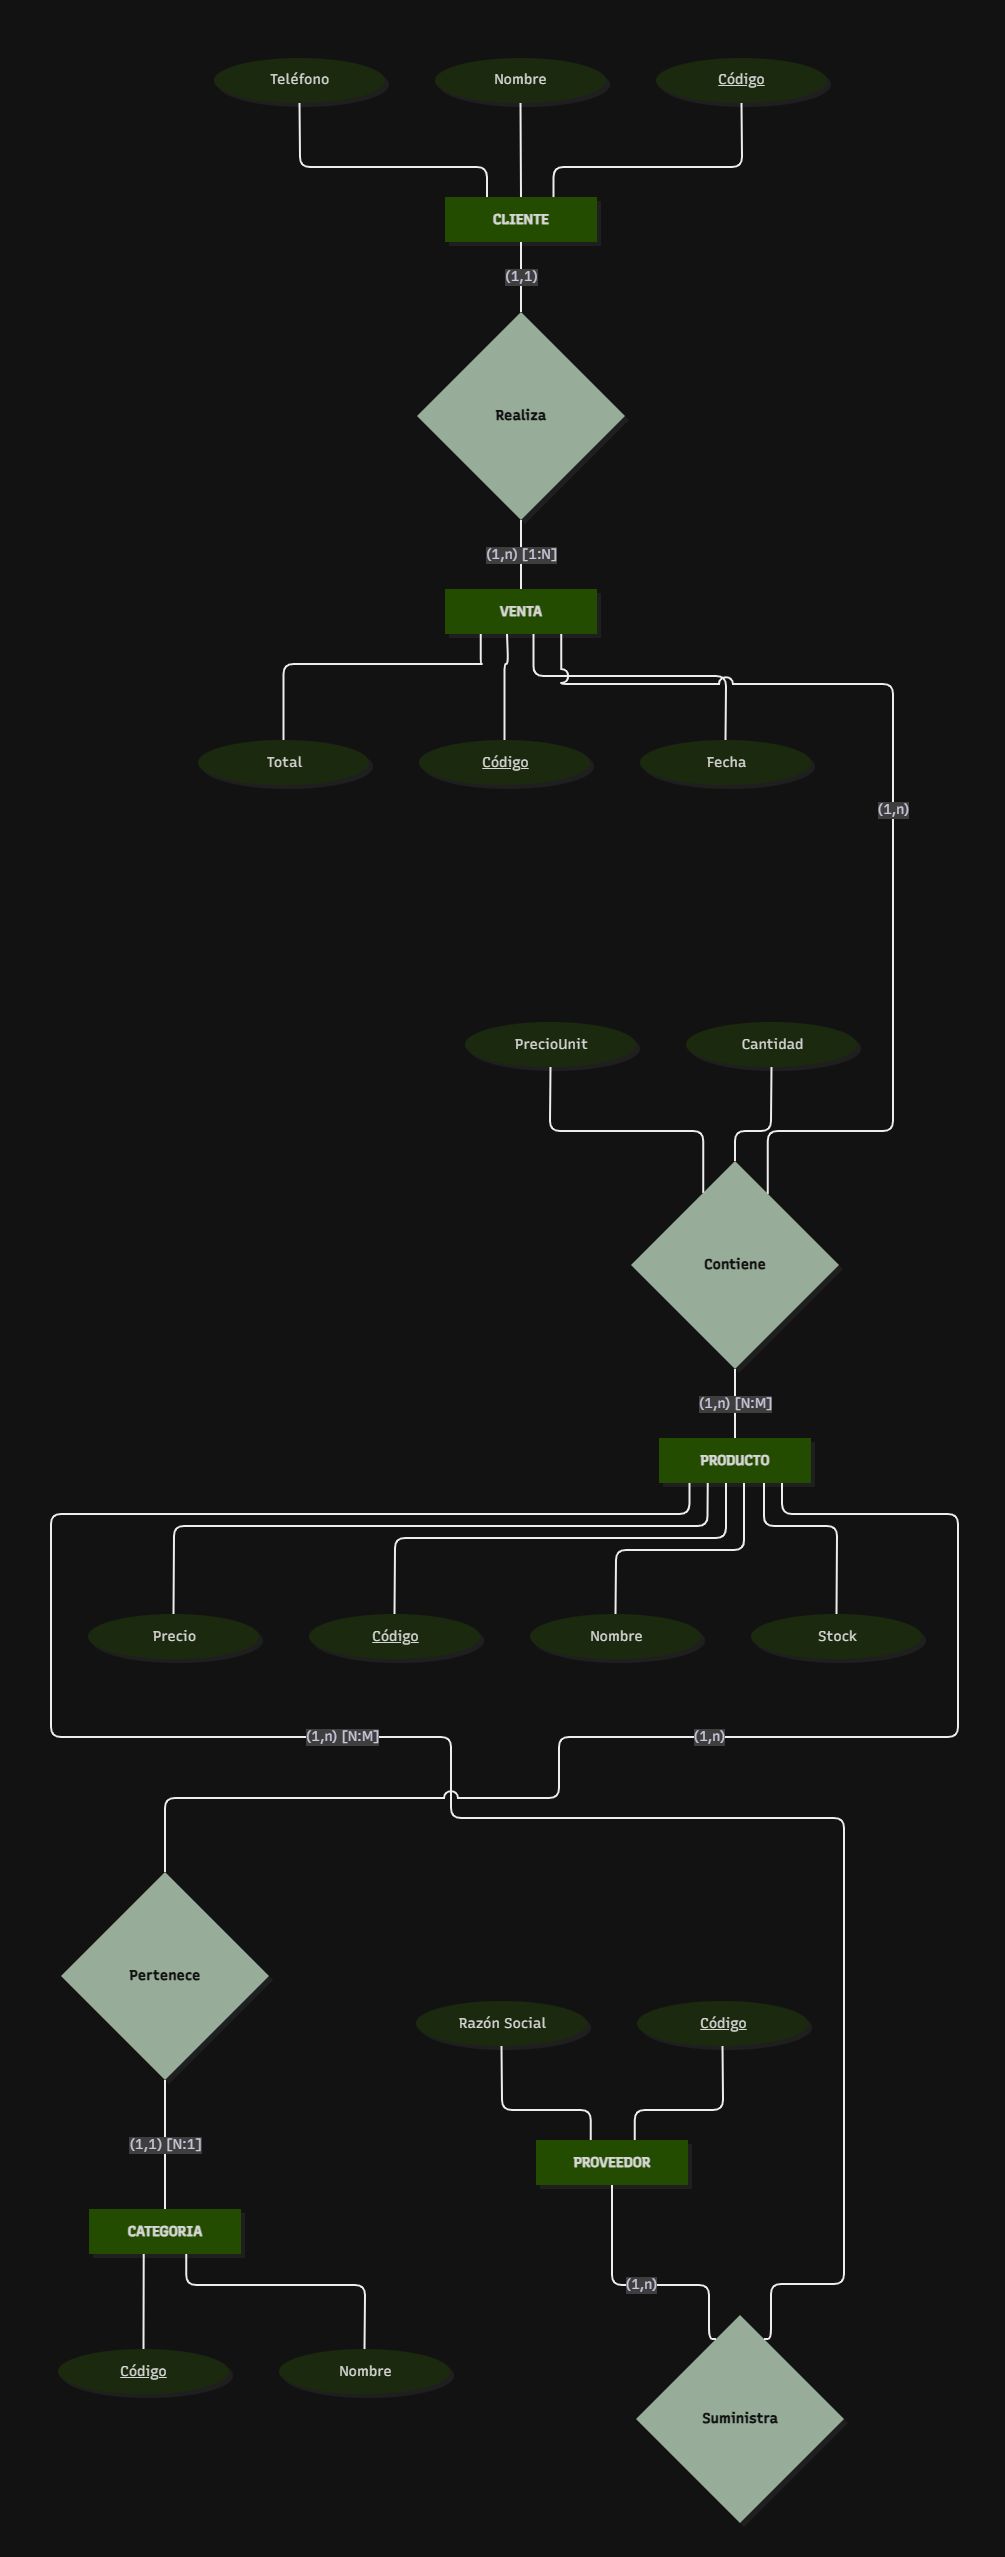 Teléfono
Nombre
Código
CLIENTE
(1,1)
Realiza
(1,n) [1:N]
VENTA
Total
Código
Fecha
(1,n)
PrecioUnit
Cantidad
Contiene
(1,n) [N:M]
PRODUCTO
Precio
Código
Nombre
Stock
(1,n) [N:M]
(1,n)
Pertenece
Razón Social
Código
(1,1) [N:1]
PROVEEDOR
CATEGORIA
(1,n)
Código
Nombre
Suministra